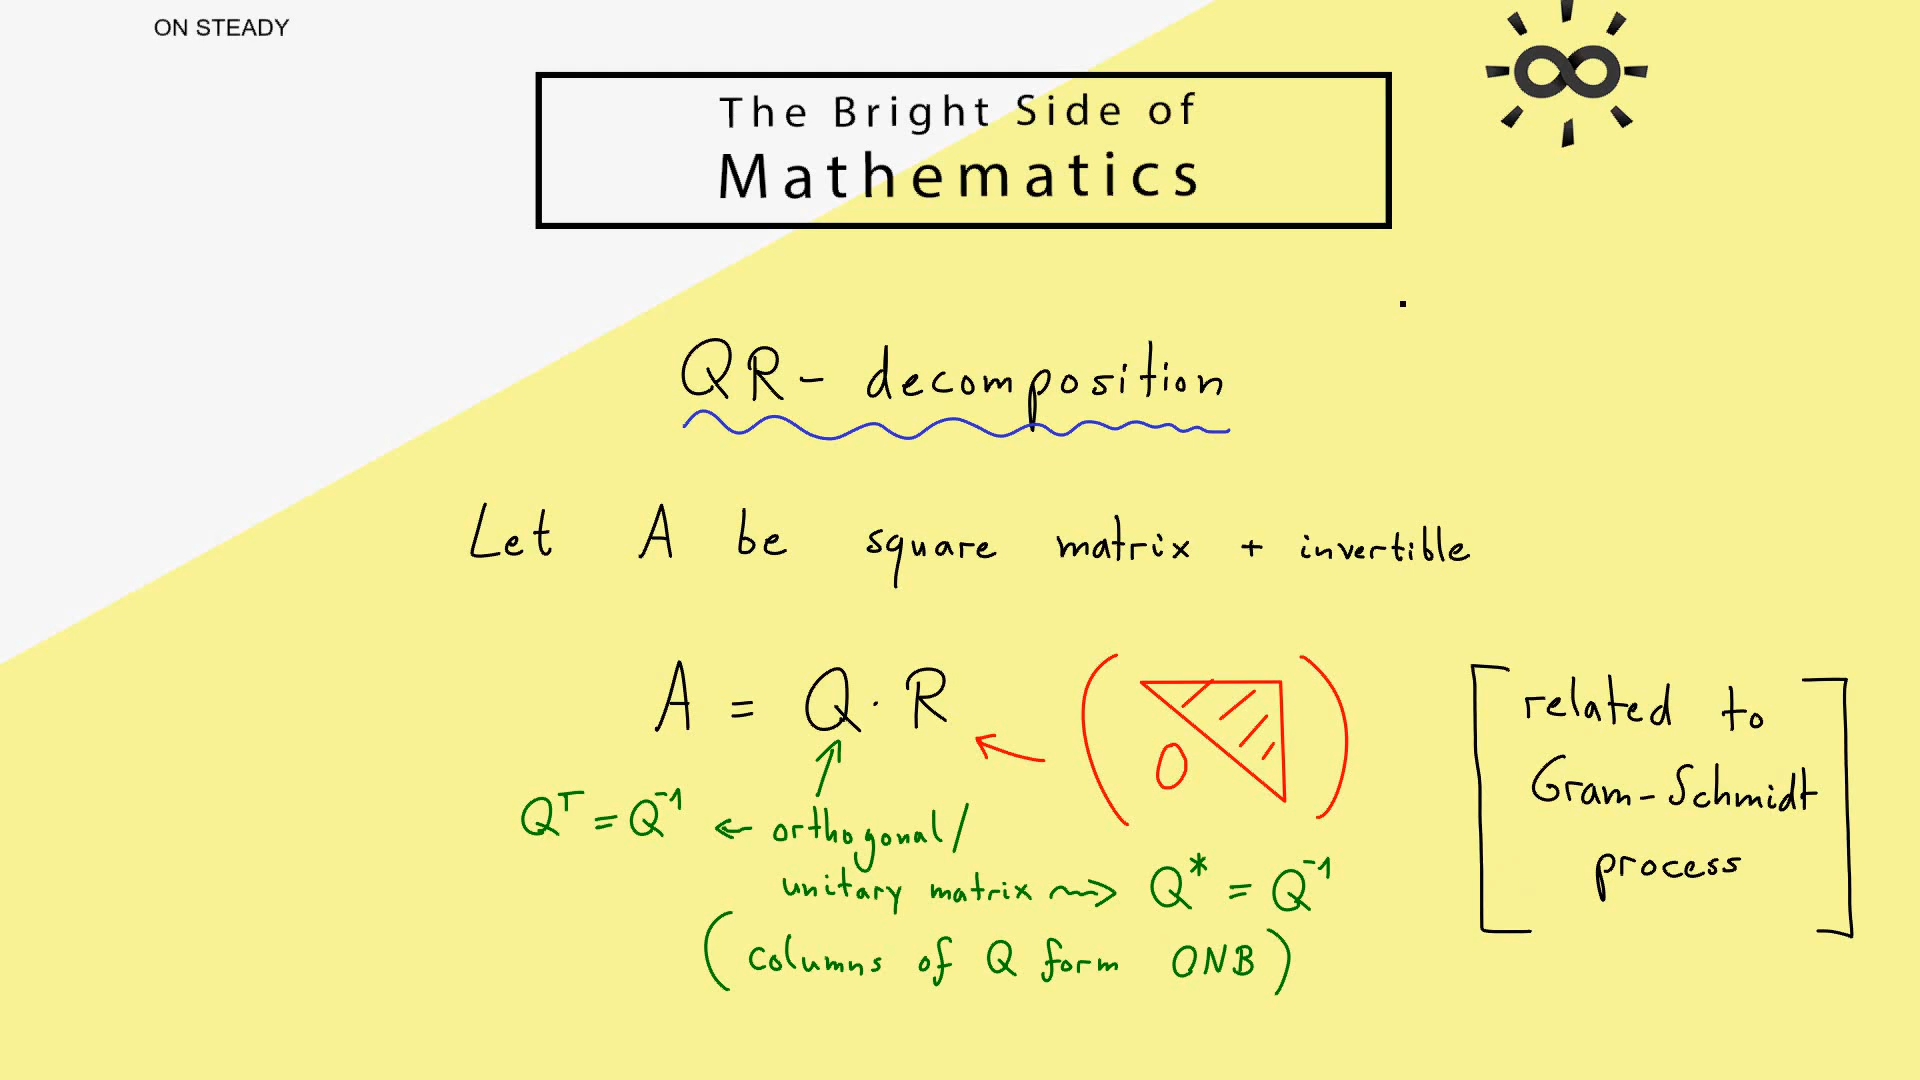 ON STEADY
The Bright Side of
Mathematics
QR- decomposition
Let A be square matrix + invertible
A = Q · R
0
related to
Gram-Schmidt
process
Qᵀ = Q⁻¹ ← orthogonal/
unitary matrix ⇝ Q* = Q⁻¹
(columns of Q form ONB)